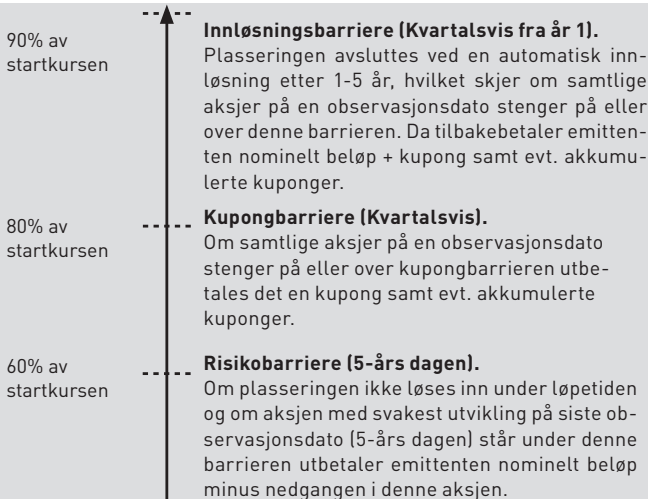 90% av
startkursen
Innløsningsbarriere (Kvartalsvis fra år 1).
Plasseringen avsluttes ved en automatisk inn-
løsning etter 1-5 år, hvilket skjer om samtlige
aksjer på en observasjonsdato stenger på eller
over denne barrieren. Da tilbakebetaler emitten-
ten nominelt beløp + kupong samt evt. akkumu-
lerte kuponger.
80% av
startkursen
Kupongbarriere (Kvartalsvis).
Om samtlige aksjer på en observasjonsdato
stenger på eller over kupongbarrieren utbe-
tales det en kupong samt evt. akkumulerte
kuponger.
60% av
startkursen
Risikobarriere (5-års dagen).
Om plasseringen ikke løses inn under løpetiden
og om aksjen med svakest utvikling på siste ob-
servasjonsdato (5-års dagen) står under denne
barrieren utbetaler emittenten nominelt beløp
minus nedgangen i denne aksjen.